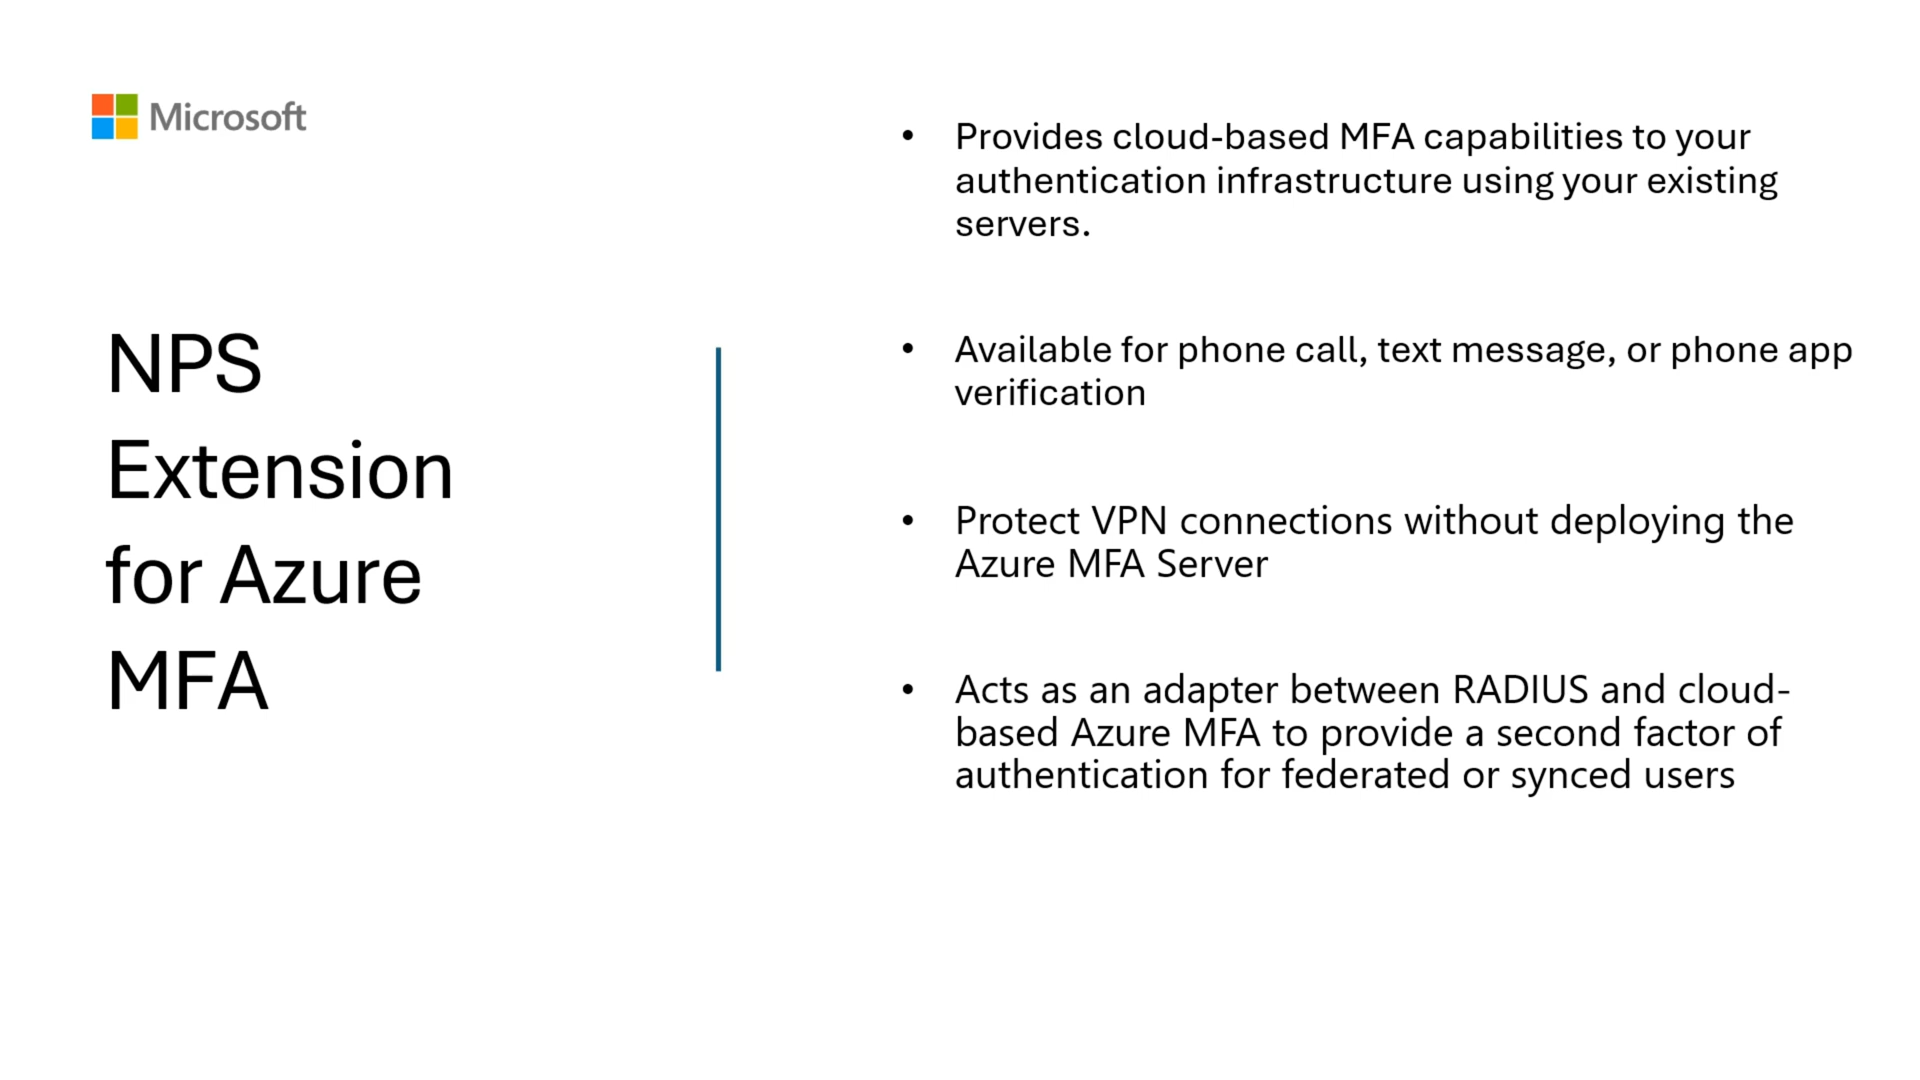 Microsoft
NPS
Extension
for Azure
MFA
• Provides cloud-based MFA capabilities to your
authentication infrastructure using your existing
servers.
• Available for phone call, text message, or phone app
verification
• Protect VPN connections without deploying the
Azure MFA Server
• Acts as an adapter between RADIUS and cloud-
based Azure MFA to provide a second factor of
authentication for federated or synced users